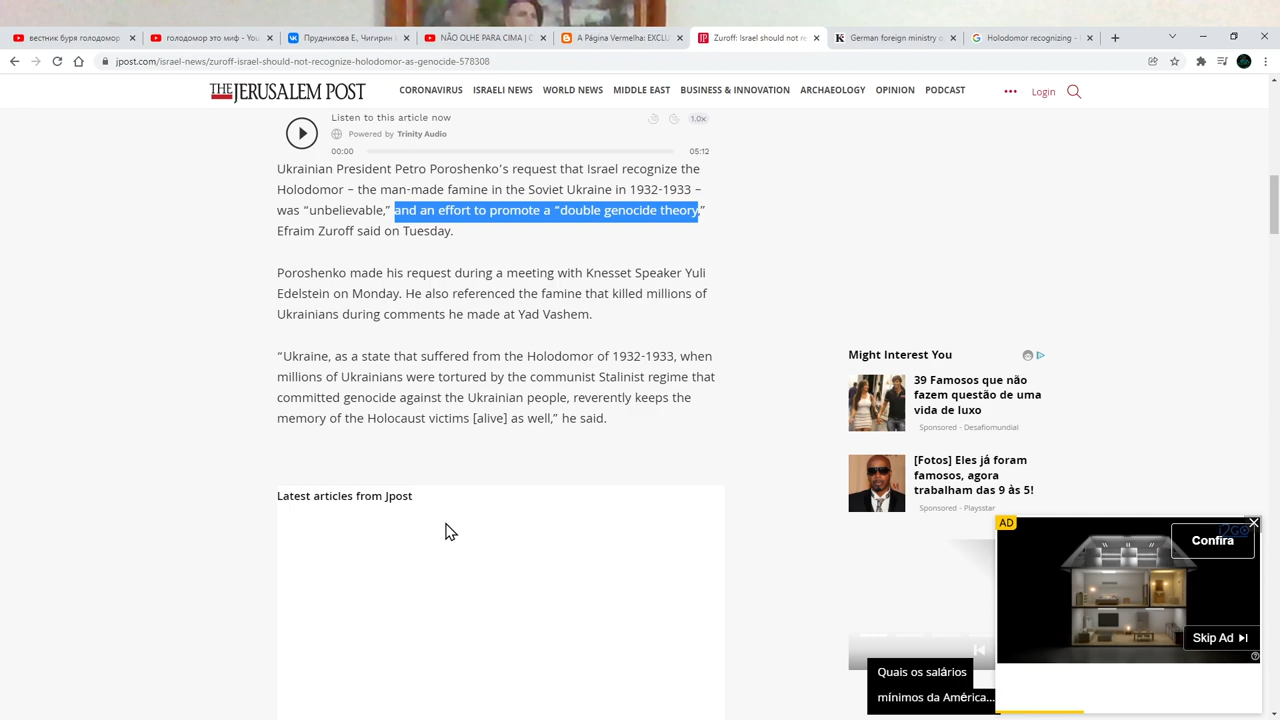 вестник буря голодомор
голодомор это миф - You
Прудникова Е., Чигирин И
NÃO OLHE PARA CIMA | C
A Página Vermelha: EXCLU
Zuroff: Israel should not re
German foreign ministry o
Holodomor recognizing -
jpost.com/israel-news/zuroff-israel-should-not-recognize-holodomor-as-genocide-578308
THE JERUSALEM POST
CORONAVIRUS ISRAELI NEWS WORLD NEWS MIDDLE EAST BUSINESS & INNOVATION ARCHAEOLOGY OPINION PODCAST
Login
Listen to this article now
Powered by Trinity Audio
10 10 1.0x
00:00 05:12
Ukrainian President Petro Poroshenko’s request that Israel recognize the
Holodomor – the man-made famine in the Soviet Ukraine in 1932-1933 –
was “unbelievable,” and an effort to promote a “double genocide theory,”
Efraim Zuroff said on Tuesday.
Poroshenko made his request during a meeting with Knesset Speaker Yuli
Edelstein on Monday. He also referenced the famine that killed millions of
Ukrainians during comments he made at Yad Vashem.
“Ukraine, as a state that suffered from the Holodomor of 1932-1933, when
millions of Ukrainians were tortured by the communist Stalinist regime that
committed genocide against the Ukrainian people, reverently keeps the
memory of the Holocaust victims [alive] as well,” he said.
Latest articles from Jpost
Might Interest You
39 Famosos que não
fazem questão de uma
vida de luxo
Sponsored - Desafiomundial
[Fotos] Eles já foram
famosos, agora
trabalham das 9 às 5!
Sponsored - Playsstar
AD
i2GO
Confira
Skip Ad
Quais os salários
mínimos da América...